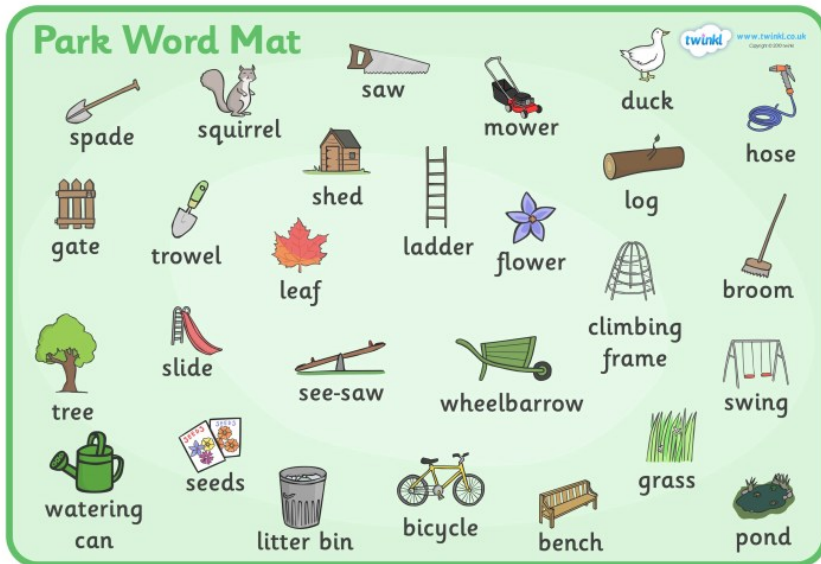 Park Word Mat
twinkl
www.twinkl.co.uk
saw
duck
spade
squirrel
mower
hose
shed
log
gate
trowel
ladder
flower
leaf
broom
climbing
frame
slide
see-saw
wheelbarrow
swing
tree
SEEDS
SEEDS
seeds
grass
watering
can
litter bin
bicycle
bench
pond